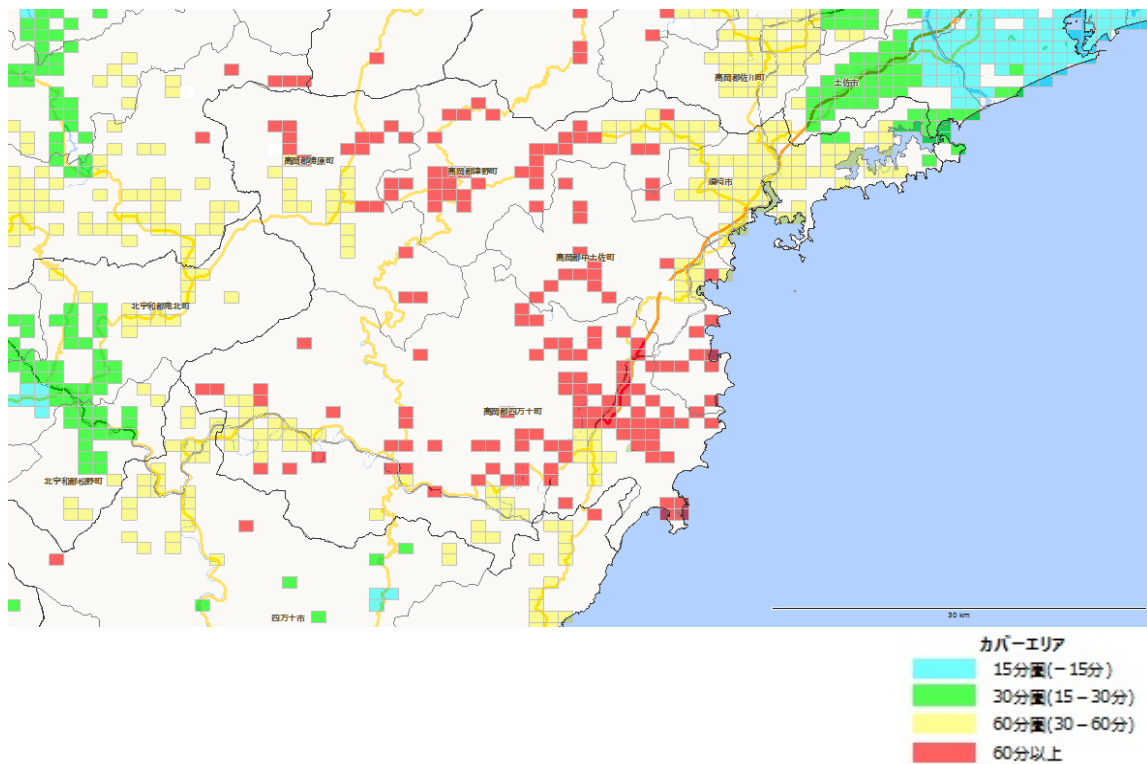 高岡郡佐川町
土佐市
高岡郡梼原町
高岡郡津野町
須崎市
高岡郡中土佐町
北宇和郡鬼北町
高岡郡四万十町
北宇和郡松野町
四万十市
30 km
カバーエリア
15分圏(-15分)
30分圏(15-30分)
60分圏(30-60分)
60分以上